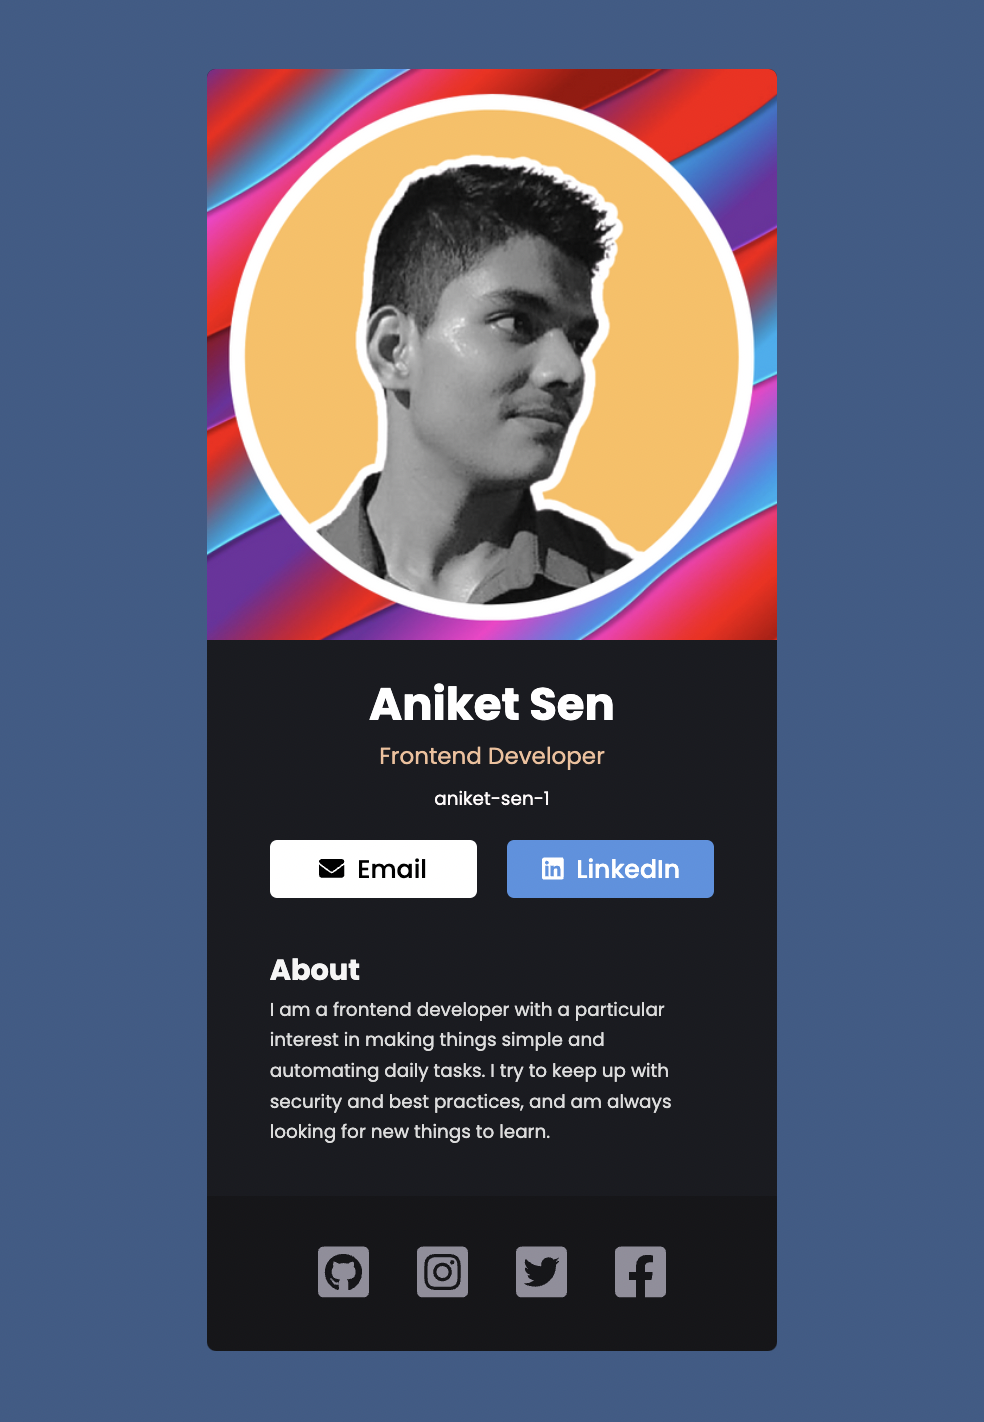 Aniket Sen
Frontend Developer
aniket-sen-1
Email
LinkedIn
About
I am a frontend developer with a particular
interest in making things simple and
automating daily tasks. I try to keep up with
security and best practices, and am always
looking for new things to learn.